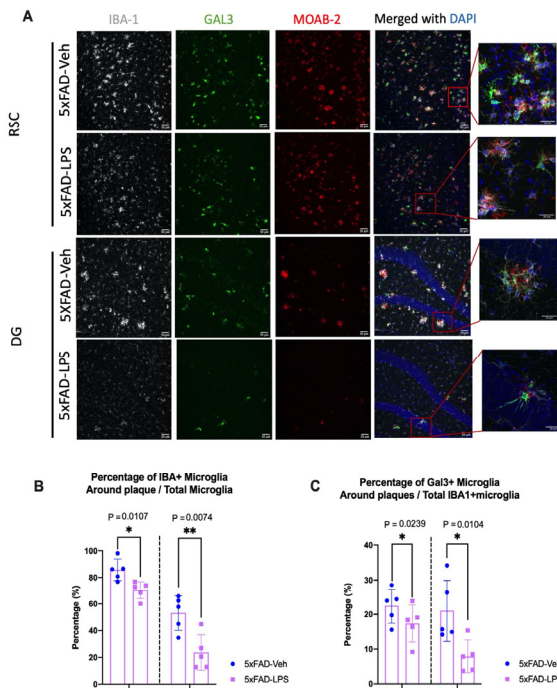 A
IBA-1 GAL3 MOAB-2 Merged with DAPI
RSC
5xFAD-Veh
5xFAD-LPS
DG
5XFAD-Veh
5xFAD-LPS
B
Percentage of IBA+ Microglia
Around plaque / Total Microglia
P = 0.0107 P = 0.0074
* **
Percentage (%)
100
80
60
40
20
0
5xFAD-Veh
5xFAD-LPS
C
Percentage of Gal3+ Microglia
Around plaques / Total IBA1+microglia
P = 0.0239 P = 0.0104
* *
Percentage (%)
40
30
20
10
0
5xFAD-Ve
5xFAD-LP